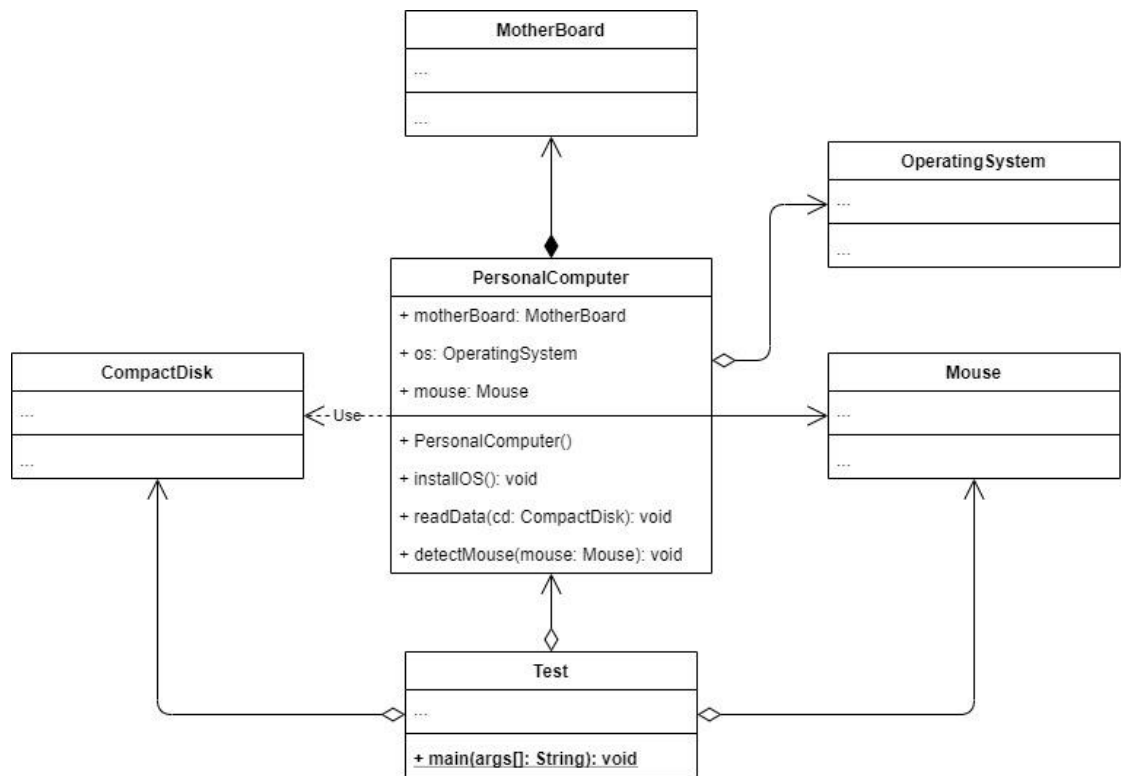 MotherBoard
...
...
OperatingSystem
...
...
PersonalComputer
+ motherBoard: MotherBoard
+ os: OperatingSystem
+ mouse: Mouse
+ PersonalComputer()
+ installOS(): void
+ readData(cd: CompactDisk): void
+ detectMouse(mouse: Mouse): void
CompactDisk
...
...
Use
Mouse
...
...
Test
...
+ main(args[]: String): void